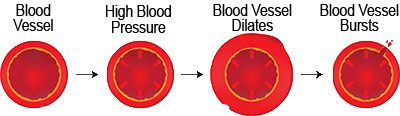 Blood
Vessel
High Blood
Pressure
Blood Vessel
Dilates
Blood Vessel
Bursts